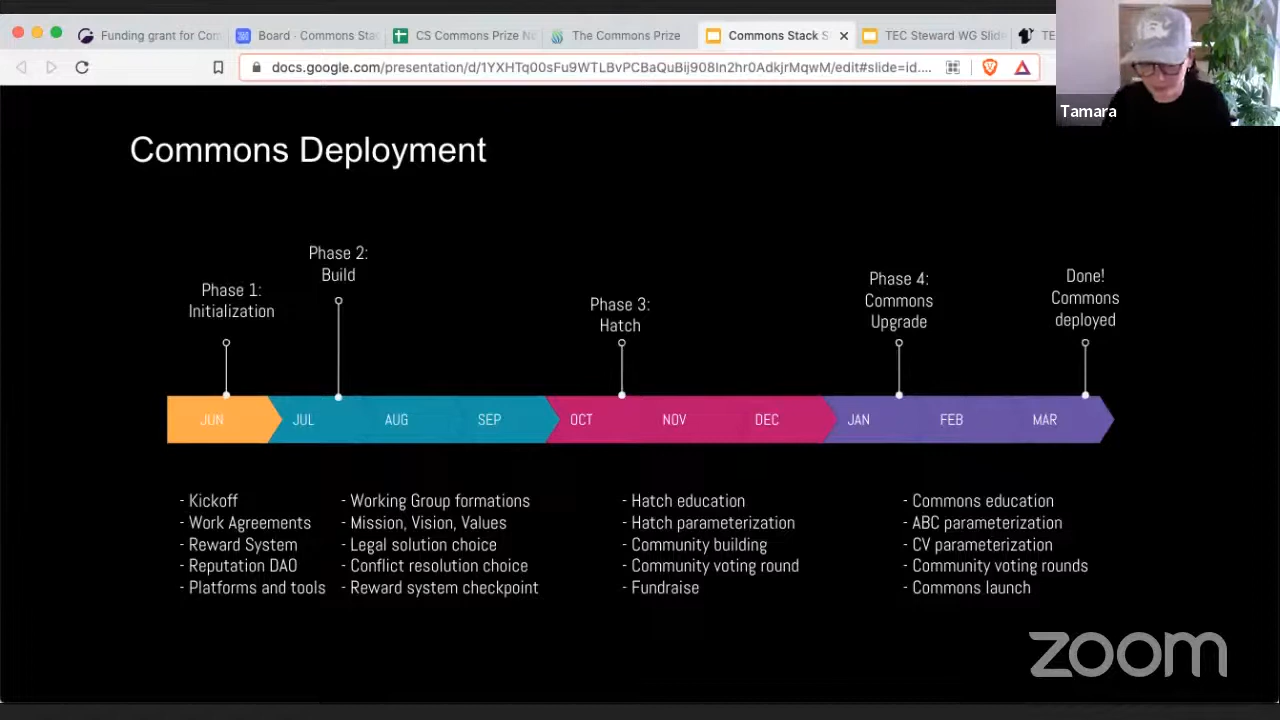 Funding grant for Com
Board - Commons Stac
CS Commons Prize No
The Commons Prize
Commons Stack S
TEC Steward WG Slide
TE
docs.google.com/presentation/d/1YXHTq00sFu9WTLBvPCBaQuBij908In2hr0AdkjrMqwM/edit#slide=id....
Tamara
Commons Deployment
Phase 1:
Initialization
Phase 2:
Build
Phase 3:
Hatch
Phase 4:
Commons
Upgrade
Done!
Commons
deployed
JUN JUL AUG SEP OCT NOV DEC JAN FEB MAR
- Kickoff
- Work Agreements
- Reward System
- Reputation DAO
- Platforms and tools
- Working Group formations
- Mission, Vision, Values
- Legal solution choice
- Conflict resolution choice
- Reward system checkpoint
- Hatch education
- Hatch parameterization
- Community building
- Community voting round
- Fundraise
- Commons education
- ABC parameterization
- CV parameterization
- Community voting rounds
- Commons launch
zoom